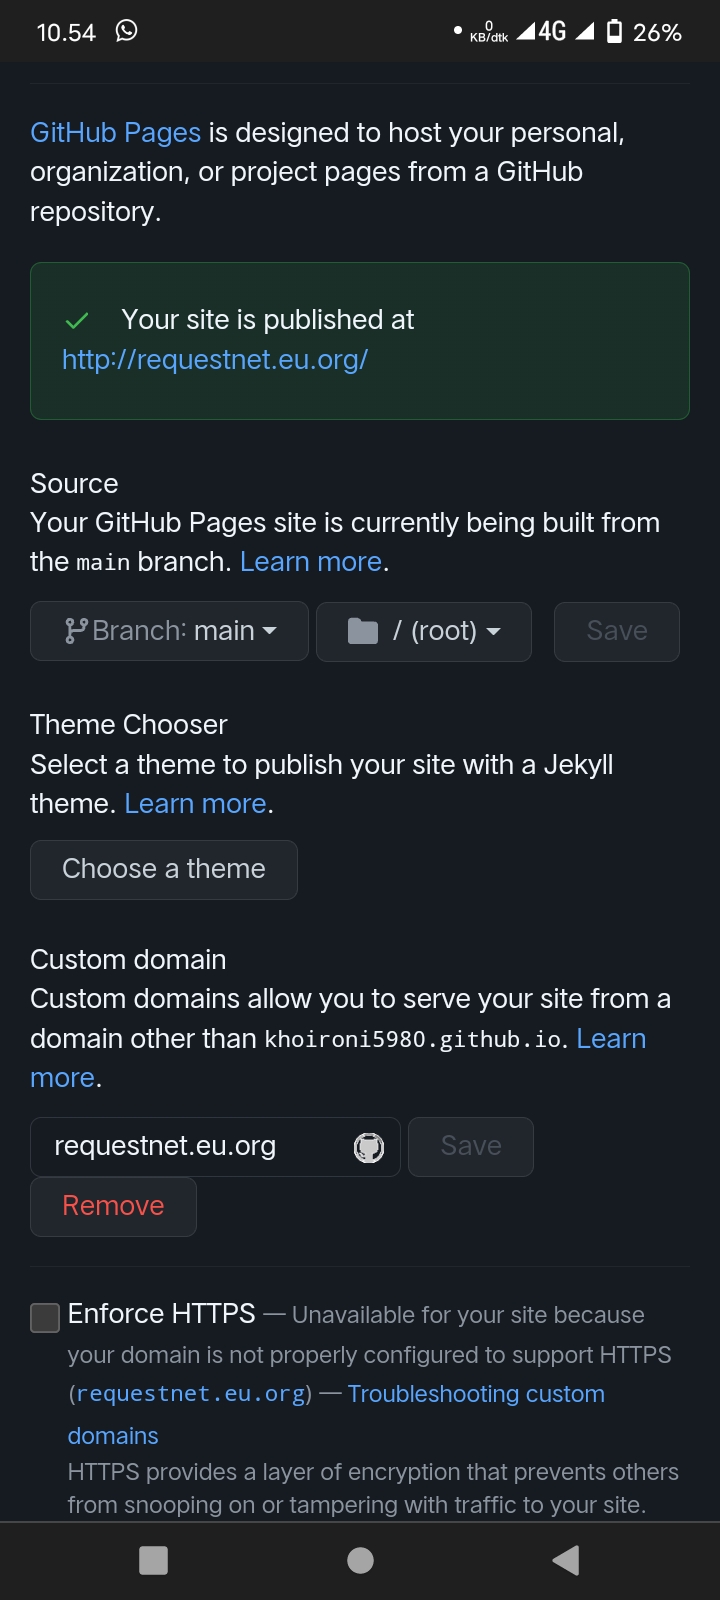 10.54
0 KB/dtk 4G 26%
GitHub Pages is designed to host your personal,
organization, or project pages from a GitHub
repository.
Your site is published at
http://requestnet.eu.org/
Source
Your GitHub Pages site is currently being built from
the main branch. Learn more.
Branch: main / (root) Save
Theme Chooser
Select a theme to publish your site with a Jekyll
theme. Learn more.
Choose a theme
Custom domain
Custom domains allow you to serve your site from a
domain other than khoironi5980.github.io. Learn
more.
requestnet.eu.org Save
Remove
Enforce HTTPS — Unavailable for your site because
your domain is not properly configured to support HTTPS
(requestnet.eu.org) — Troubleshooting custom
domains
HTTPS provides a layer of encryption that prevents others
from snooping on or tampering with traffic to your site.